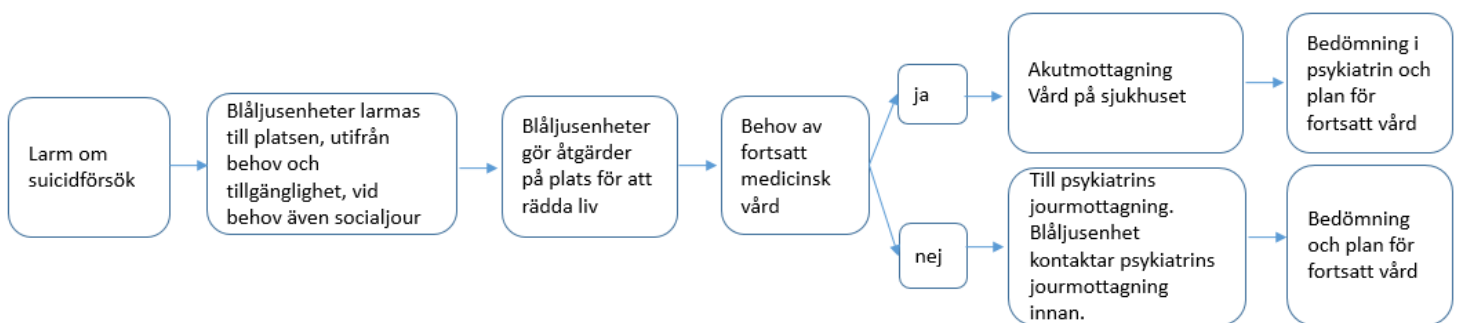 Larm om
suicidförsök
Blåljusenheter larmas
till platsen, utifrån
behov och
tillgänglighet, vid
behov även socialjour
Blåljusenheter
gör åtgärder
på plats för att
rädda liv
Behov av
fortsatt
medicinsk
vård
ja
Akutmottagning
Vård på sjukhuset
Bedömning i
psykiatrin och
plan för
fortsatt vård
nej
Till psykiatrins
jourmottagning.
Blåljusenhet
kontaktar psykiatrins
jourmottagning
innan.
Bedömning
och plan för
fortsatt vård